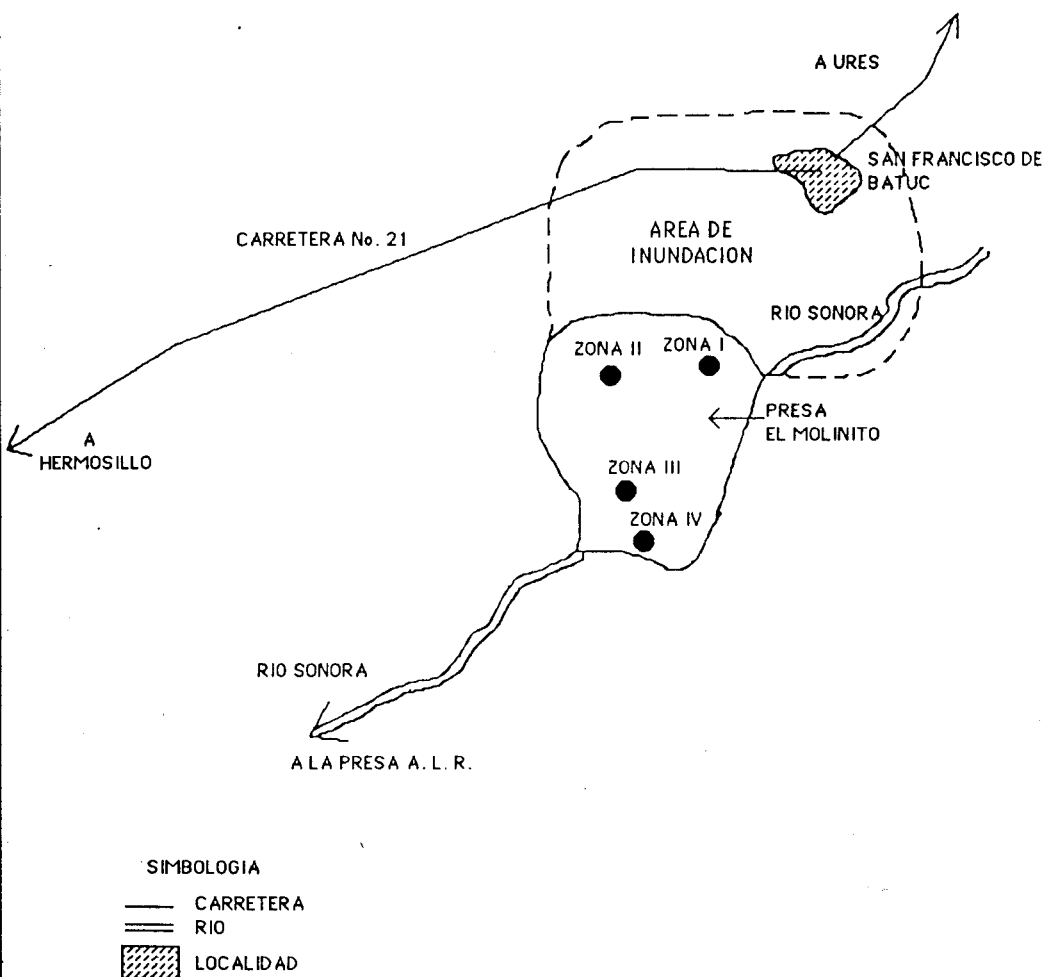 A URES
SAN FRANCISCO DE
BATUC
CARRETERA No. 21
AREA DE
INUNDACION
RIO SONORA
ZONA II
ZONA I
PRESA
EL MOLINITO
A
HERMOSILLO
ZONA III
ZONA IV
RIO SONORA
A LA PRESA A. L. R.
SIMBOLOGIA
CARRETERA
RIO
LOCALIDAD